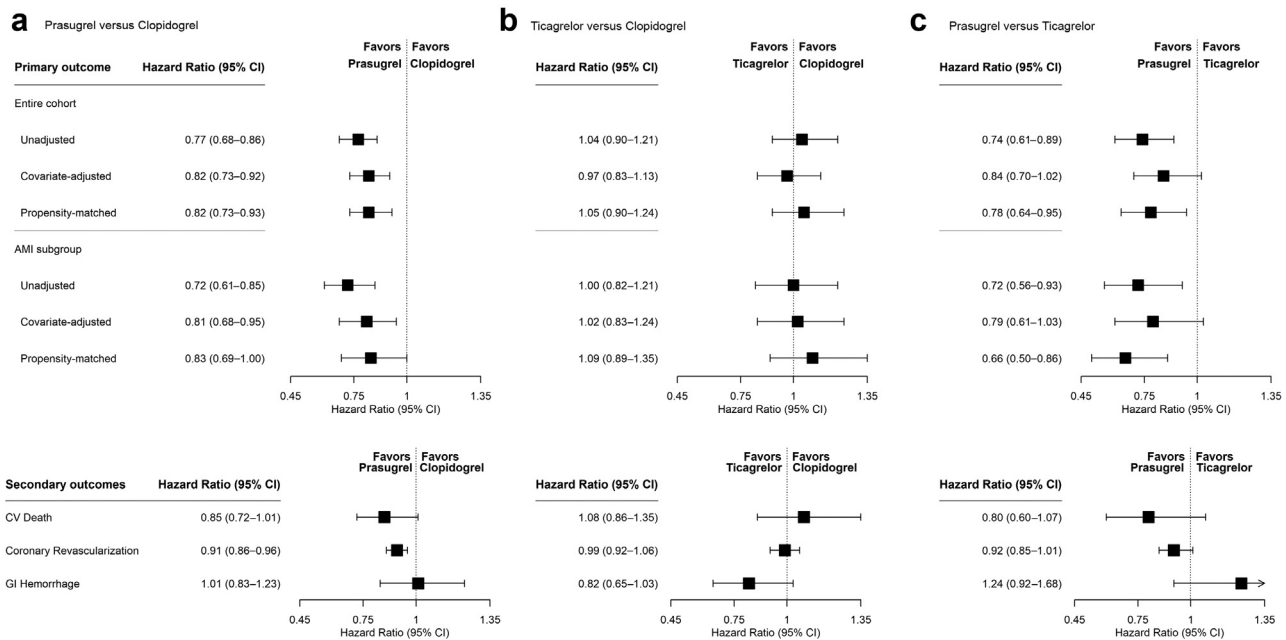 a Prasugrel versus Clopidogrel
Favors Favors
Prasugrel Clopidogrel
Primary outcome Hazard Ratio (95% CI)
Entire cohort
Unadjusted 0.77 (0.68–0.86)
Covariate-adjusted 0.82 (0.73–0.92)
Propensity-matched 0.82 (0.73–0.93)
AMI subgroup
Unadjusted 0.72 (0.61–0.85)
Covariate-adjusted 0.81 (0.68–0.95)
Propensity-matched 0.83 (0.69–1.00)
0.45 0.75 1 1.35
Hazard Ratio (95% CI)
Favors Favors
Prasugrel Clopidogrel
Secondary outcomes Hazard Ratio (95% CI)
CV Death 0.85 (0.72–1.01)
Coronary Revascularization 0.91 (0.86–0.96)
GI Hemorrhage 1.01 (0.83–1.23)
0.45 0.75 1 1.35
Hazard Ratio (95% CI)
b Ticagrelor versus Clopidogrel
Favors Favors
Ticagrelor Clopidogrel
Hazard Ratio (95% CI)
1.04 (0.90–1.21)
0.97 (0.83–1.13)
1.05 (0.90–1.24)
1.00 (0.82–1.21)
1.02 (0.83–1.24)
1.09 (0.89–1.35)
0.45 0.75 1 1.35
Hazard Ratio (95% CI)
Favors Favors
Ticagrelor Clopidogrel
Hazard Ratio (95% CI)
1.08 (0.86–1.35)
0.99 (0.92–1.06)
0.82 (0.65–1.03)
0.45 0.75 1 1.35
Hazard Ratio (95% CI)
c Prasugrel versus Ticagrelor
Favors Favors
Prasugrel Ticagrelor
Hazard Ratio (95% CI)
0.74 (0.61–0.89)
0.84 (0.70–1.02)
0.78 (0.64–0.95)
0.72 (0.56–0.93)
0.79 (0.61–1.03)
0.66 (0.50–0.86)
0.45 0.75 1 1.35
Hazard Ratio (95% CI)
Favors Favors
Prasugrel Ticagrelor
Hazard Ratio (95% CI)
0.80 (0.60–1.07)
0.92 (0.85–1.01)
1.24 (0.92–1.68)
0.45 0.75 1 1.35
Hazard Ratio (95% CI)